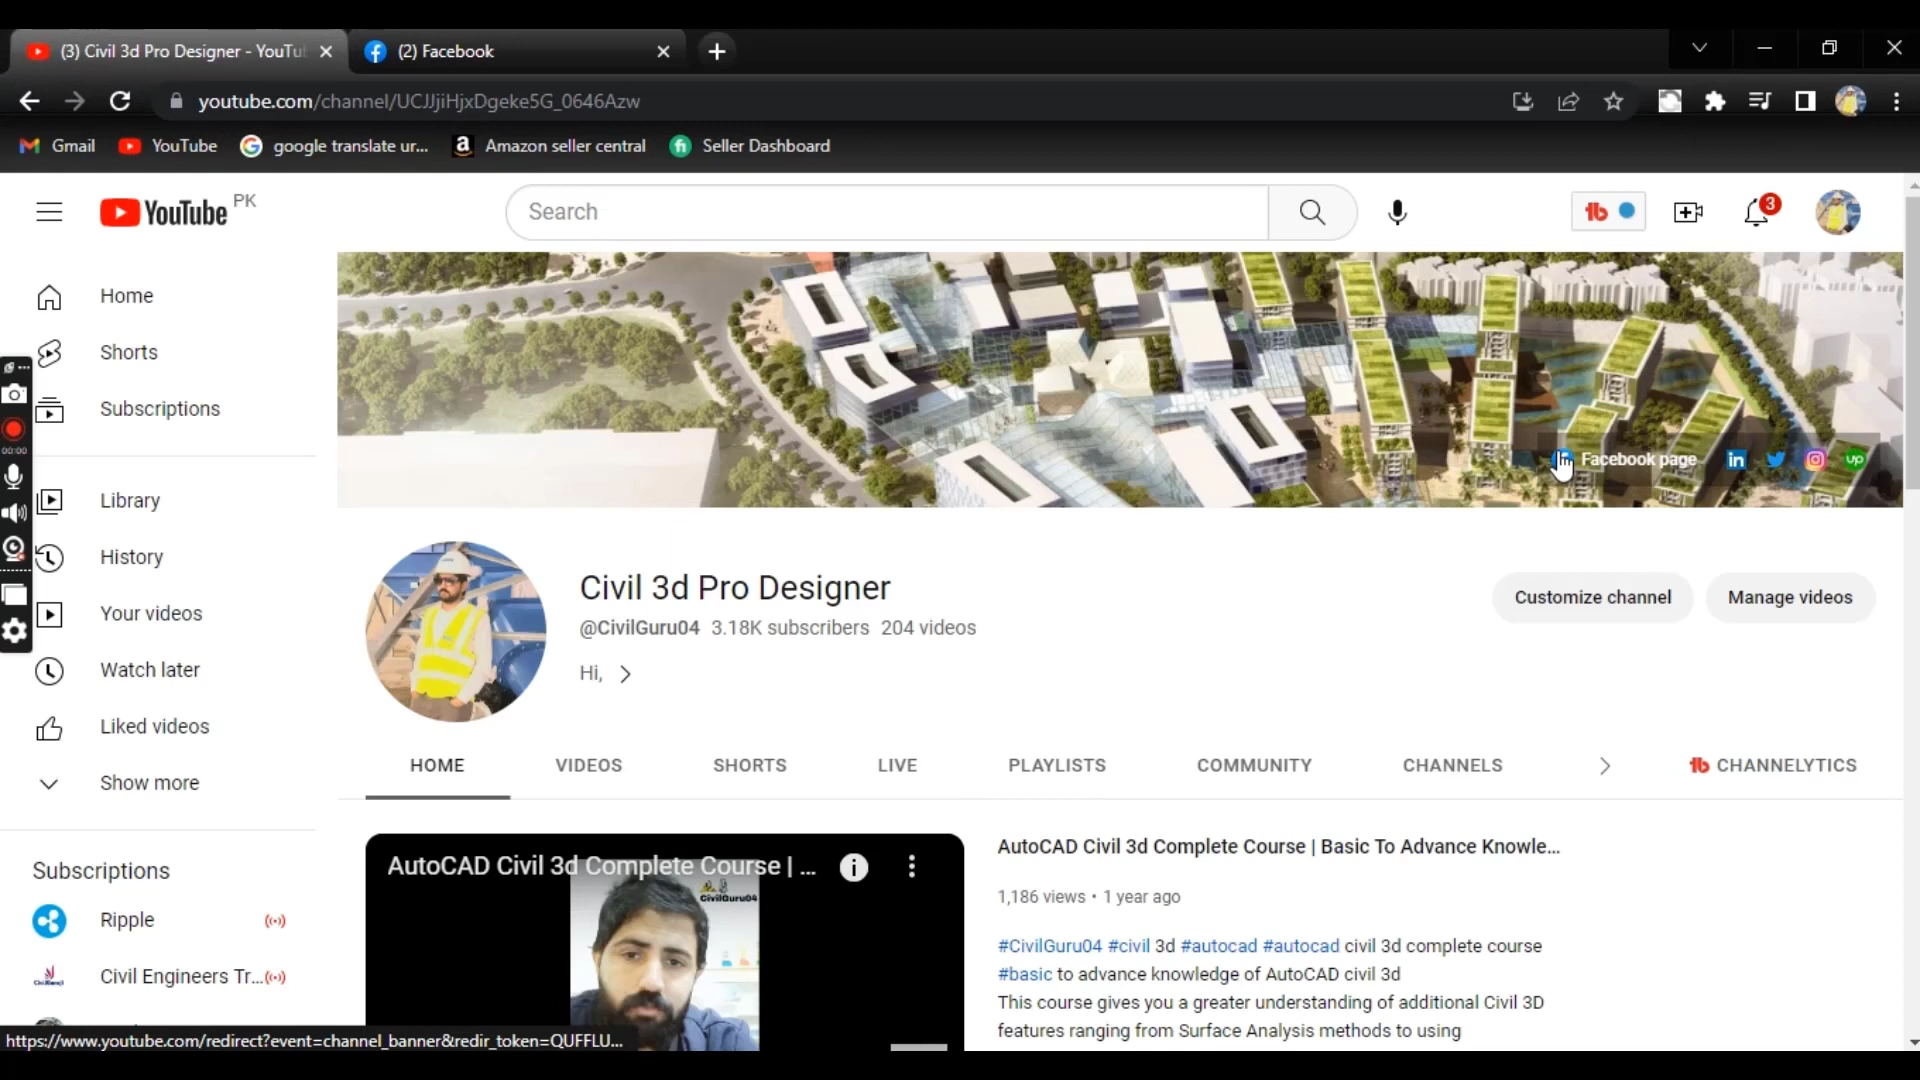 (3) Civil 3d Pro Designer - YouTu
(2) Facebook
youtube.com/channel/UCJJjiHjxDgeke5G_0646Azw
Gmail
YouTube
google translate ur...
Amazon seller central
Seller Dashboard
YouTube PK
Search
3
Home
Shorts
Subscriptions
Library
History
Your videos
Watch later
Liked videos
Show more
Subscriptions
Ripple
Civil Engineers Tr...
00:00
Facebook page
Civil 3d Pro Designer
@CivilGuru04 3.18K subscribers 204 videos
Hi,
Customize channel
Manage videos
HOME
VIDEOS
SHORTS
LIVE
PLAYLISTS
COMMUNITY
CHANNELS
CHANNELYTICS
AutoCAD Civil 3d Complete Course | ...
CivilGuru04
AutoCAD Civil 3d Complete Course | Basic To Advance Knowle...
1,186 views • 1 year ago
#CivilGuru04 #civil 3d #autocad #autocad civil 3d complete course
#basic to advance knowledge of AutoCAD civil 3d
This course gives you a greater understanding of additional Civil 3D
features ranging from Surface Analysis methods to using
https://www.youtube.com/redirect?event=channel_banner&redir_token=QUFFLU...